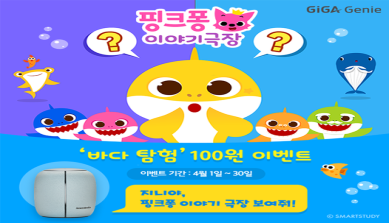 핑크퐁
이야기극장
GiGA Genie
?
?
'바다 탐험' 100원 이벤트
이벤트 기간 : 4월 1일 ~ 30일
지니야,
핑크퐁 이야기 극장 보여줘!
© SMARTSTUDY